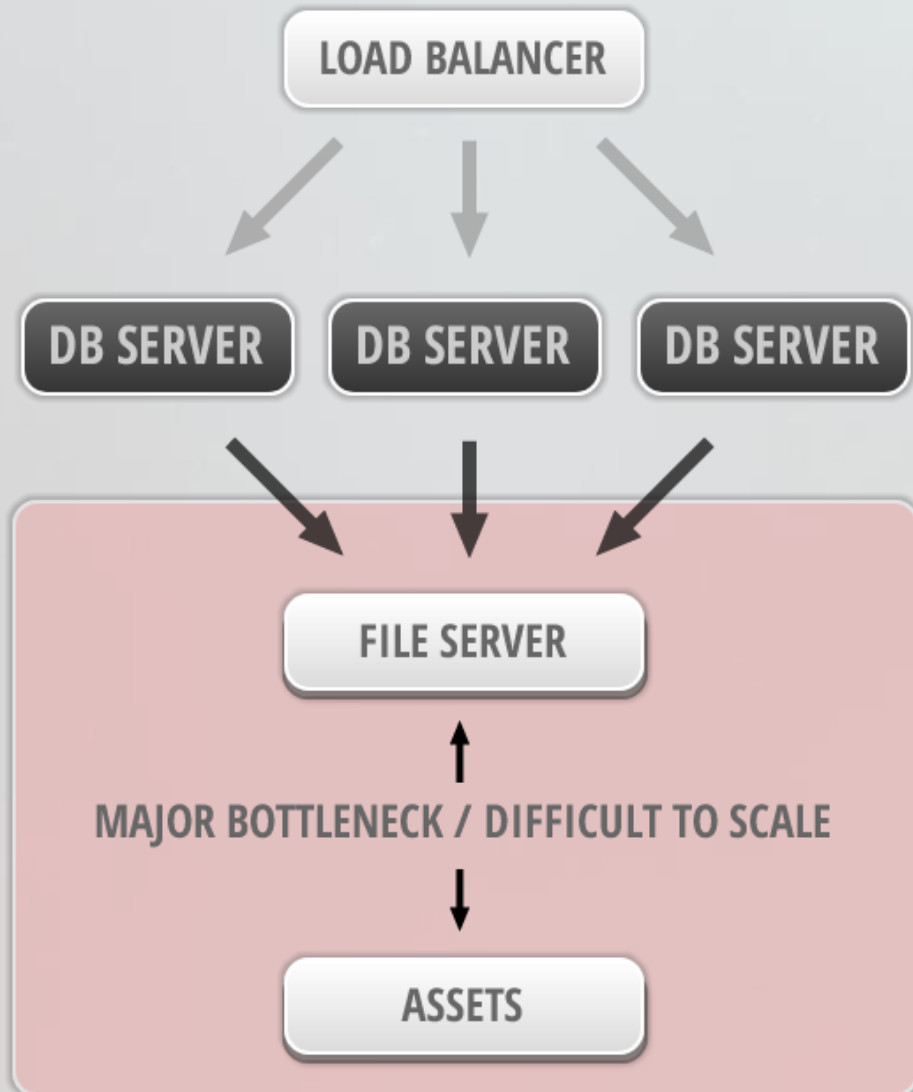 LOAD BALANCER
DB SERVER DB SERVER DB SERVER
FILE SERVER
MAJOR BOTTLENECK / DIFFICULT TO SCALE
ASSETS